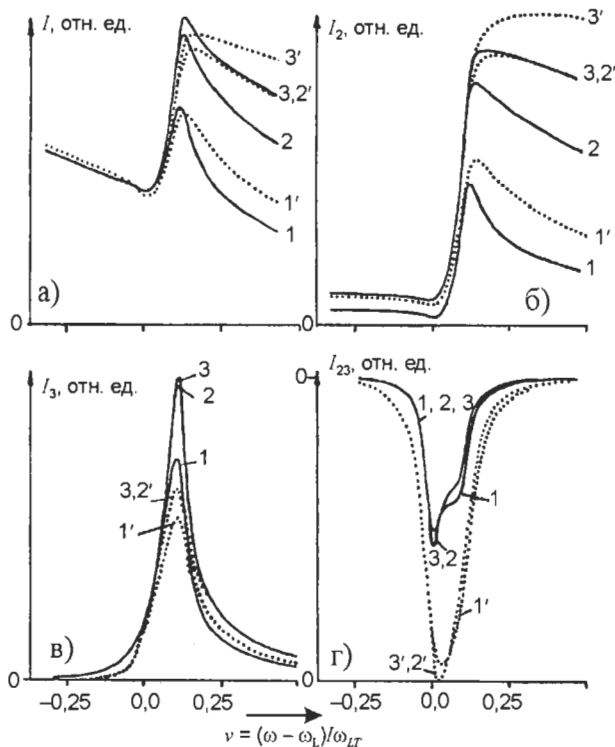 I, отн. ед.
3′
3,2′
2
1′
1
а)
0
I₂, отн. ед.
3′
3,2′
2
1′
1
б)
0
I₃, отн. ед.
3
2
1
3,2′
1′
в)
0
−0,25
0,0
0,25
I₂₃, отн. ед.
0
1, 2, 3
1
3,2
1′
3′,2′
г)
−0,25
0,0
0,25
ν = (ω − ω_L)/ω_LT